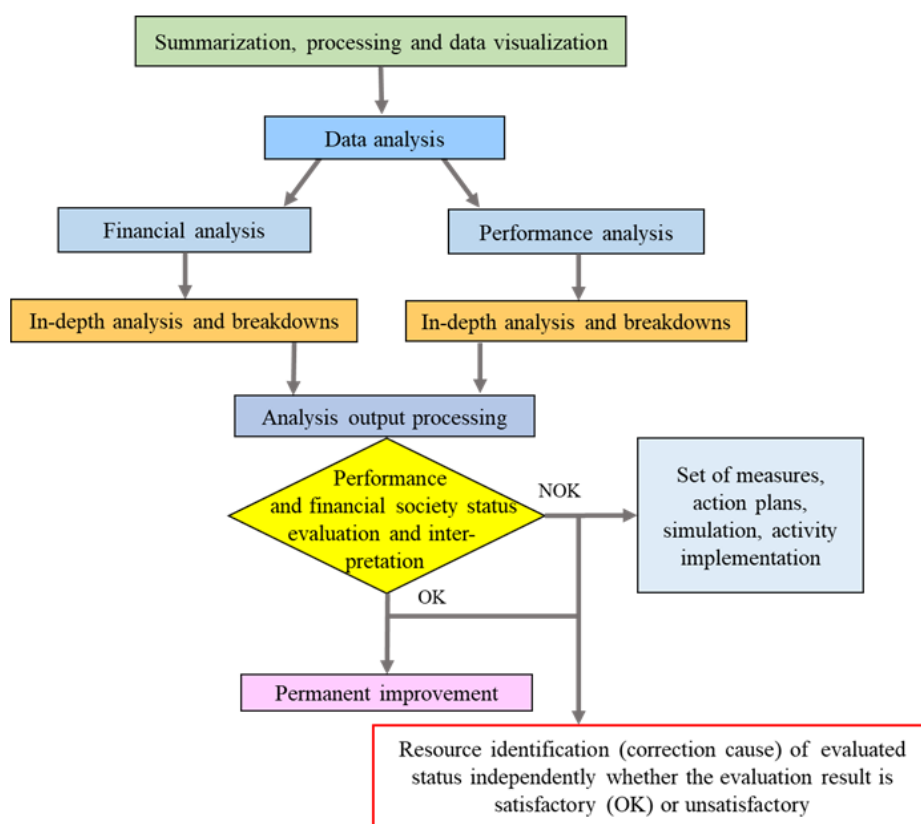 Summarization, processing and data visualization
Data analysis
Financial analysis
Performance analysis
In-depth analysis and breakdowns
In-depth analysis and breakdowns
Analysis output processing
Performance
and financial society status
evaluation and inter-
pretation
NOK
Set of measures,
action plans,
simulation, activity
implementation
OK
Permanent improvement
Resource identification (correction cause) of evaluated
status independently whether the evaluation result is
satisfactory (OK) or unsatisfactory